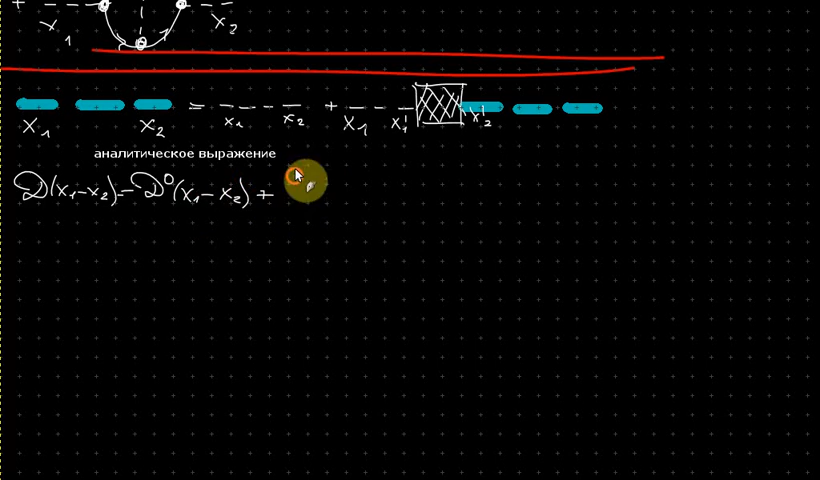 x₁ x₂
x₁ x₂ = x₁ x₂ + x₁ x₁' x₂'
аналитическое выражение
𝒟(x₁-x₂)=𝒟⁰(x₁-x₂)+